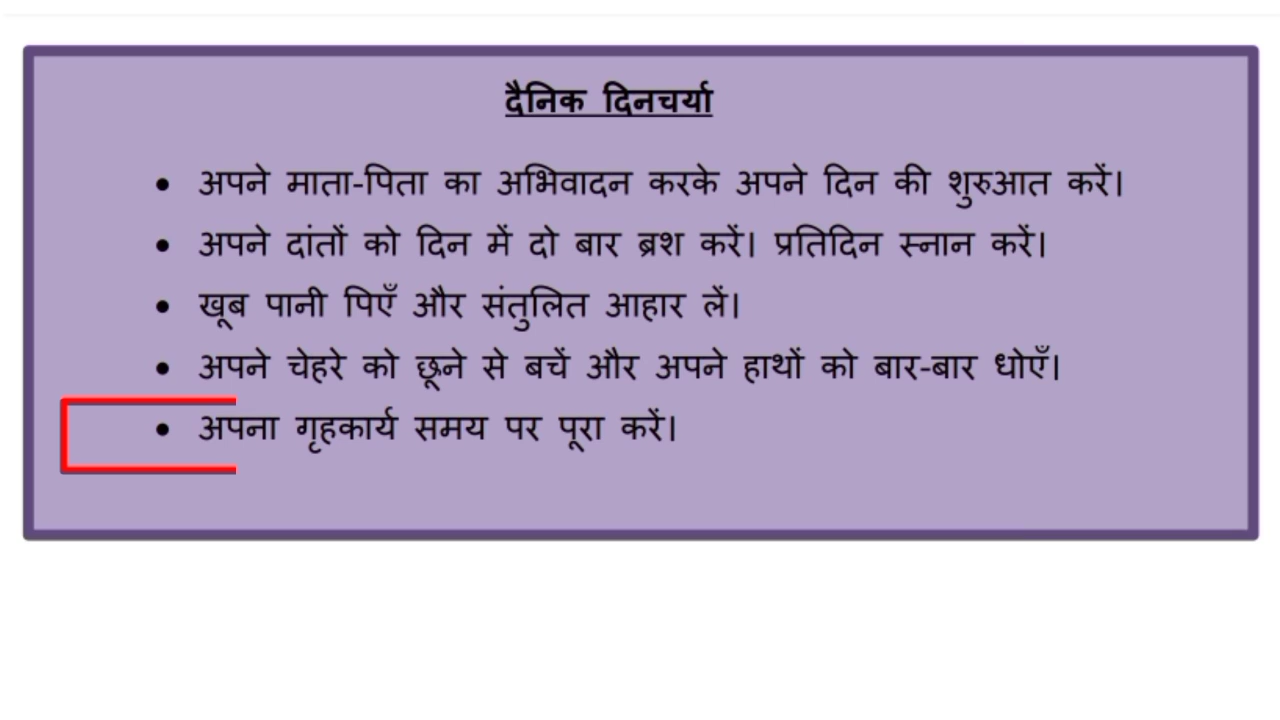 दैनिक दिनचर्या
• अपने माता-पिता का अभिवादन करके अपने दिन की शुरुआत करें।
• अपने दांतों को दिन में दो बार ब्रश करें। प्रतिदिन स्नान करें।
• खूब पानी पिएँ और संतुलित आहार लें।
• अपने चेहरे को छूने से बचें और अपने हाथों को बार-बार धोएँ।
• अपना गृहकार्य समय पर पूरा करें।